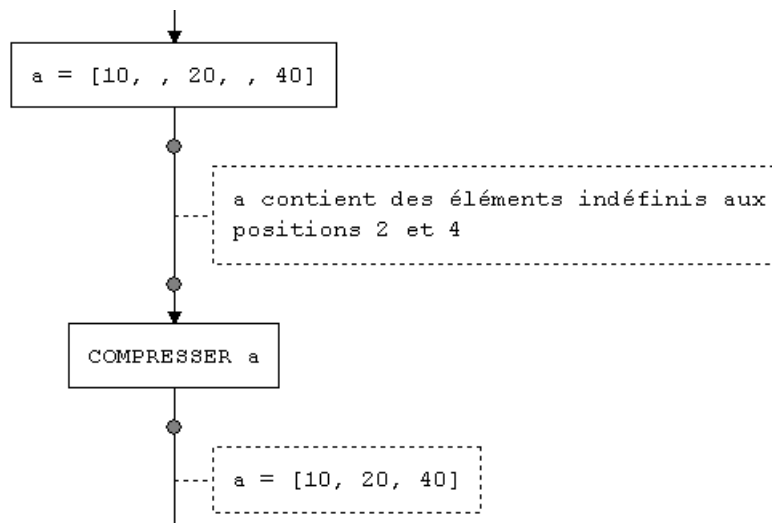 a = [10, , 20, , 40]
a contient des éléments indéfinis aux
positions 2 et 4
COMPRESSER a
a = [10, 20, 40]